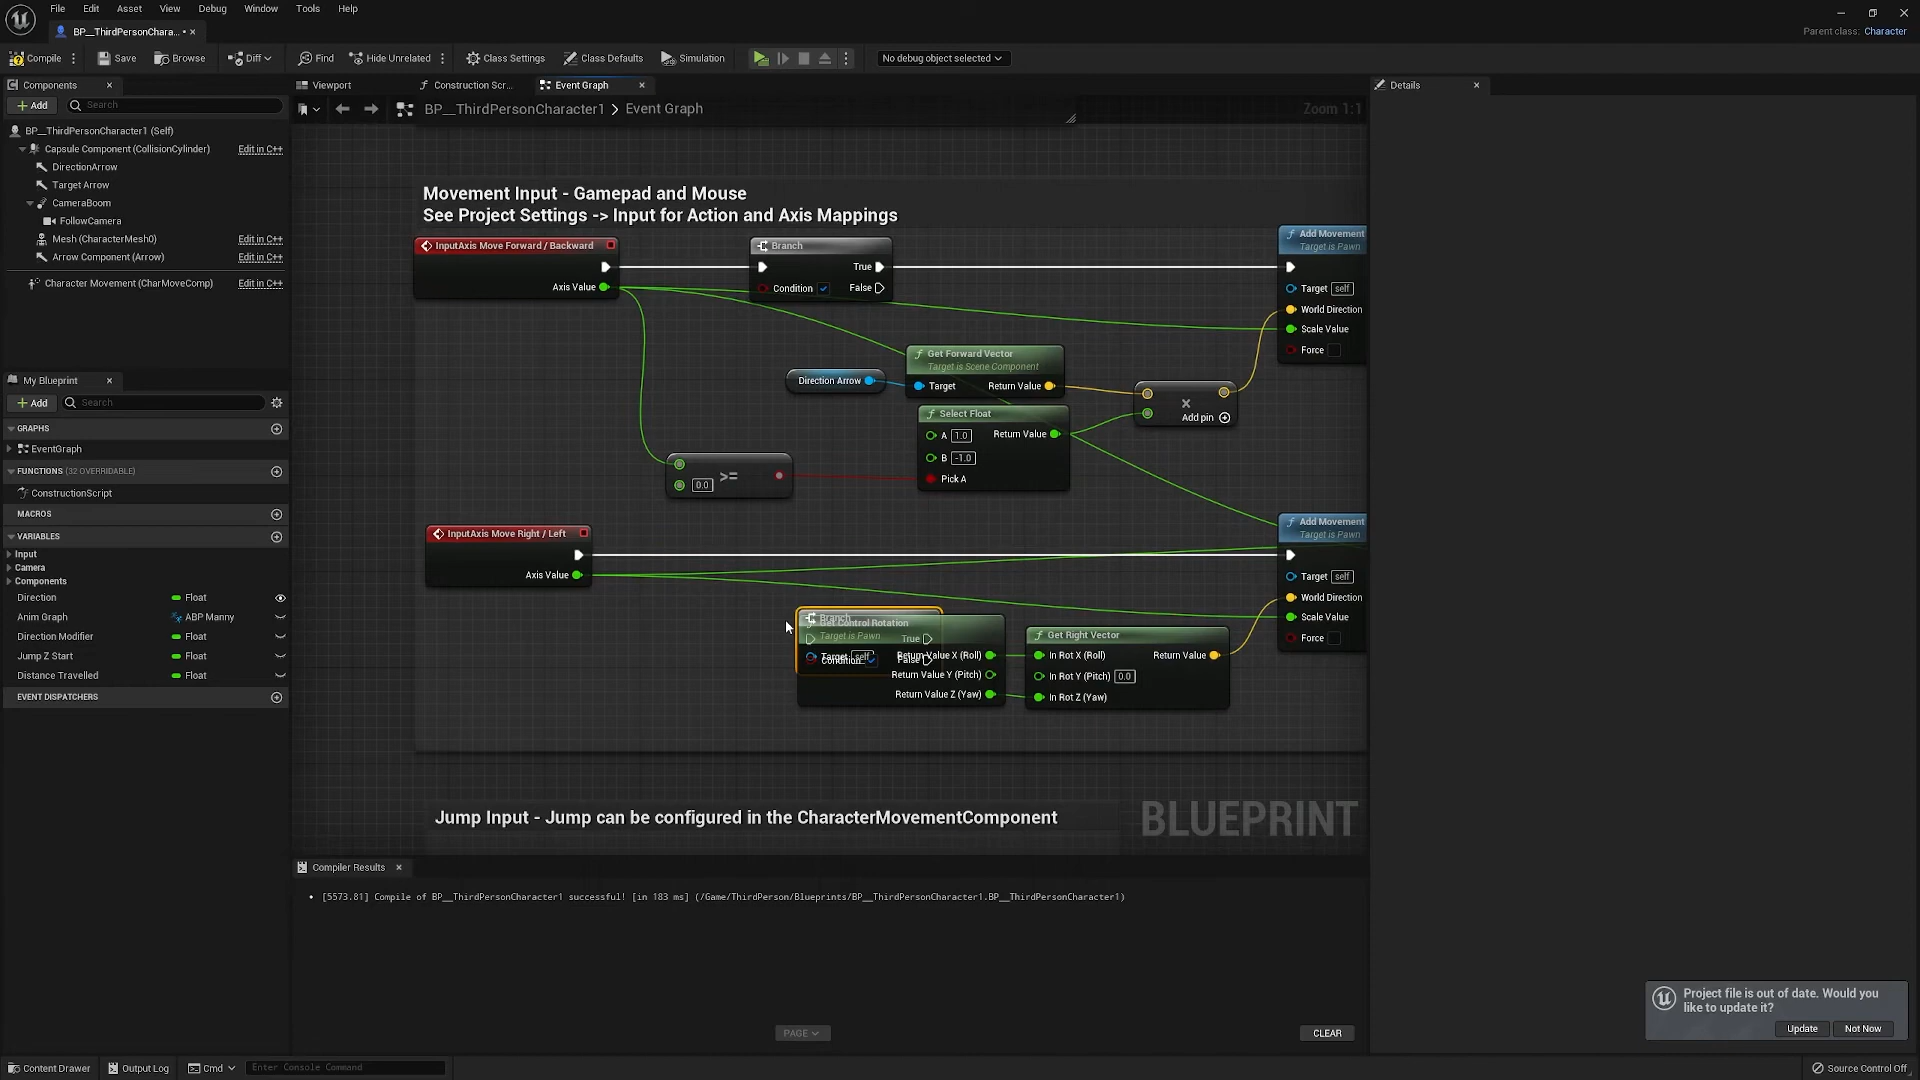 File Edit Asset View Debug Window Tools Help
BP__ThirdPersonChara... •
Parent class: Character
Compile Save Browse Diff Find Hide Unrelated Class Settings Class Defaults Simulation No debug object selected
Components
Viewport
Construction Scr...
Event Graph
Details
Add Search
BP__ThirdPersonCharacter1 > Event Graph
Zoom 1:1
BP__ThirdPersonCharacter1 (Self)
Capsule Component (CollisionCylinder) Edit in C++
DirectionArrow
Target Arrow
CameraBoom
FollowCamera
Mesh (CharacterMesh0) Edit in C++
Arrow Component (Arrow) Edit in C++
Character Movement (CharMoveComp) Edit in C++
My Blueprint
Add Search
GRAPHS
EventGraph
FUNCTIONS (32 OVERRIDABLE)
ConstructionScript
MACROS
VARIABLES
Input
Camera
Components
Direction Float
Anim Graph ABP Manny
Direction Modifier Float
Jump Z Start Float
Distance Travelled Float
EVENT DISPATCHERS
Movement Input - Gamepad and Mouse
See Project Settings -> Input for Action and Axis Mappings
InputAxis Move Forward / Backward
Axis Value
Branch
True
Condition
False
Add Movement
Target is Pawn
Target self
World Direction
Scale Value
Force
Direction Arrow
Get Forward Vector
Target is Scene Component
Target Return Value
Select Float
A 1.0 Return Value
B -1.0
Pick A
×
Add pin
>=
0.0
InputAxis Move Right / Left
Axis Value
Add Movement
Target is Pawn
Target self
World Direction
Scale Value
Force
Branch
Get Control Rotation
Target is Pawn
True
Target self
Condition
False
Return Value X (Roll)
Return Value Y (Pitch)
Return Value Z (Yaw)
Get Right Vector
In Rot X (Roll) Return Value
In Rot Y (Pitch) 0.0
In Rot Z (Yaw)
Jump Input - Jump can be configured in the CharacterMovementComponent
BLUEPRINT
Compiler Results
• [5573.81] Compile of BP__ThirdPersonCharacter1 successful! [in 183 ms] (/Game/ThirdPerson/Blueprints/BP__ThirdPersonCharacter1.BP__ThirdPersonCharacter1)
PAGE
CLEAR
Project file is out of date. Would you
like to update it?
Update Not Now
Content Drawer Output Log Cmd Enter Console Command
Source Control Off